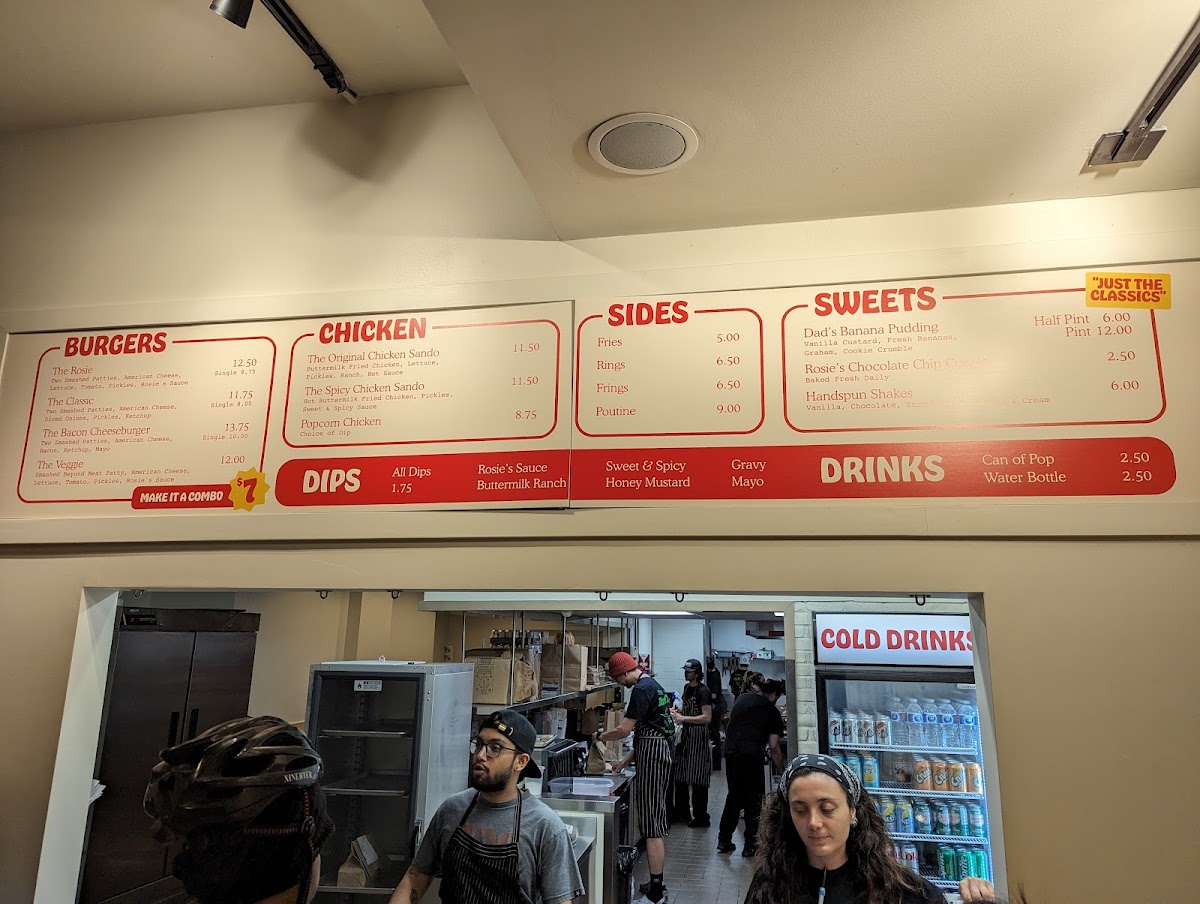 BURGERS
The Rosie 12.50
Two Smashed Patties, American Cheese, Single 8.75
Lettuce, Tomato, Pickles, Rosie's Sauce
The Classic 11.75
Two Smashed Patties, American Cheese, Single 8.00
Diced Onions, Pickles, Ketchup
The Bacon Cheeseburger 13.75
Two Smashed Patties, American Cheese, Single 10.00
Bacon, Ketchup, Mayo
The Veggie 12.00
Smashed Beyond Meat Patty, American Cheese,
Lettuce, Tomato, Pickles, Rosie's Sauce
MAKE IT A COMBO $7
CHICKEN
The Original Chicken Sando 11.50
Buttermilk Fried Chicken, Lettuce,
Pickles, Ranch, Hot Sauce
The Spicy Chicken Sando 11.50
Hot Buttermilk Fried Chicken, Pickles,
Sweet & Spicy Sauce
Popcorn Chicken 8.75
Choice of Dip
SIDES
Fries 5.00
Rings 6.50
Frings 6.50
Poutine 9.00
SWEETS
"JUST THE
CLASSICS"
Dad's Banana Pudding Half Pint 6.00
Vanilla Custard, Fresh Bananas, Pint 12.00
Graham, Cookie Crumble
Rosie's Chocolate Chip 2.50
Baked Fresh Daily
Handspun Shakes 6.00
Vanilla, Chocolate, Cream
DIPS
All Dips
1.75
Rosie's Sauce
Buttermilk Ranch
Sweet & Spicy
Honey Mustard
Gravy
Mayo
DRINKS
Can of Pop 2.50
Water Bottle 2.50
COLD DRINKS
XINERTER